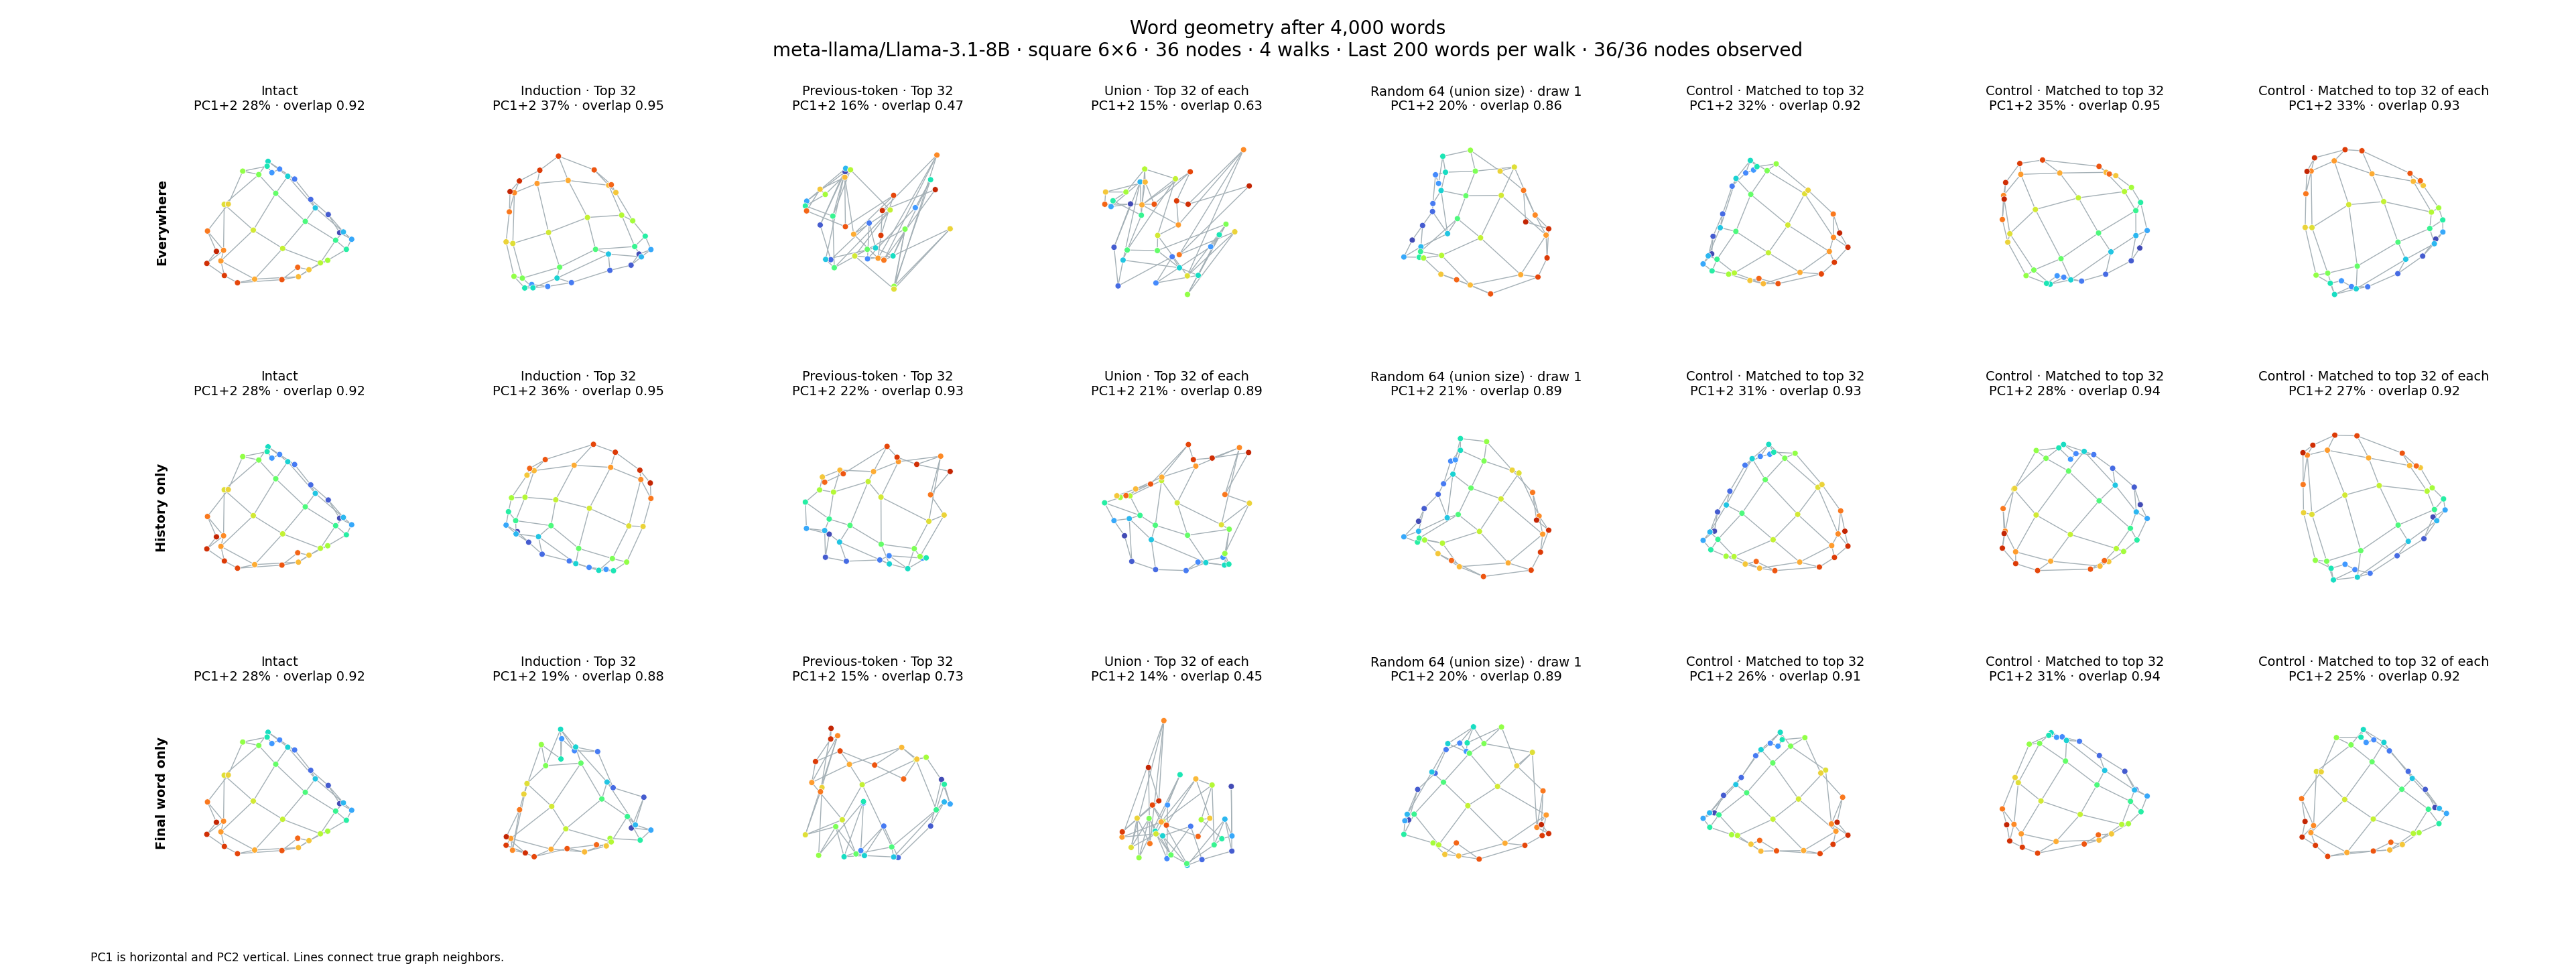 Word geometry after 4,000 words
meta-llama/Llama-3.1-8B · square 6×6 · 36 nodes · 4 walks · Last 200 words per walk · 36/36 nodes observed
Intact
PC1+2 28% · overlap 0.92
Induction · Top 32
PC1+2 37% · overlap 0.95
Previous-token · Top 32
PC1+2 16% · overlap 0.47
Union · Top 32 of each
PC1+2 15% · overlap 0.63
Random 64 (union size) · draw 1
PC1+2 20% · overlap 0.86
Control · Matched to top 32
PC1+2 32% · overlap 0.92
Control · Matched to top 32
PC1+2 35% · overlap 0.95
Control · Matched to top 32 of each
PC1+2 33% · overlap 0.93
Everywhere
Intact
PC1+2 28% · overlap 0.92
Induction · Top 32
PC1+2 36% · overlap 0.95
Previous-token · Top 32
PC1+2 22% · overlap 0.93
Union · Top 32 of each
PC1+2 21% · overlap 0.89
Random 64 (union size) · draw 1
PC1+2 21% · overlap 0.89
Control · Matched to top 32
PC1+2 31% · overlap 0.93
Control · Matched to top 32
PC1+2 28% · overlap 0.94
Control · Matched to top 32 of each
PC1+2 27% · overlap 0.92
History only
Intact
PC1+2 28% · overlap 0.92
Induction · Top 32
PC1+2 19% · overlap 0.88
Previous-token · Top 32
PC1+2 15% · overlap 0.73
Union · Top 32 of each
PC1+2 14% · overlap 0.45
Random 64 (union size) · draw 1
PC1+2 20% · overlap 0.89
Control · Matched to top 32
PC1+2 26% · overlap 0.91
Control · Matched to top 32
PC1+2 31% · overlap 0.94
Control · Matched to top 32 of each
PC1+2 25% · overlap 0.92
Final word only
PC1 is horizontal and PC2 vertical. Lines connect true graph neighbors.